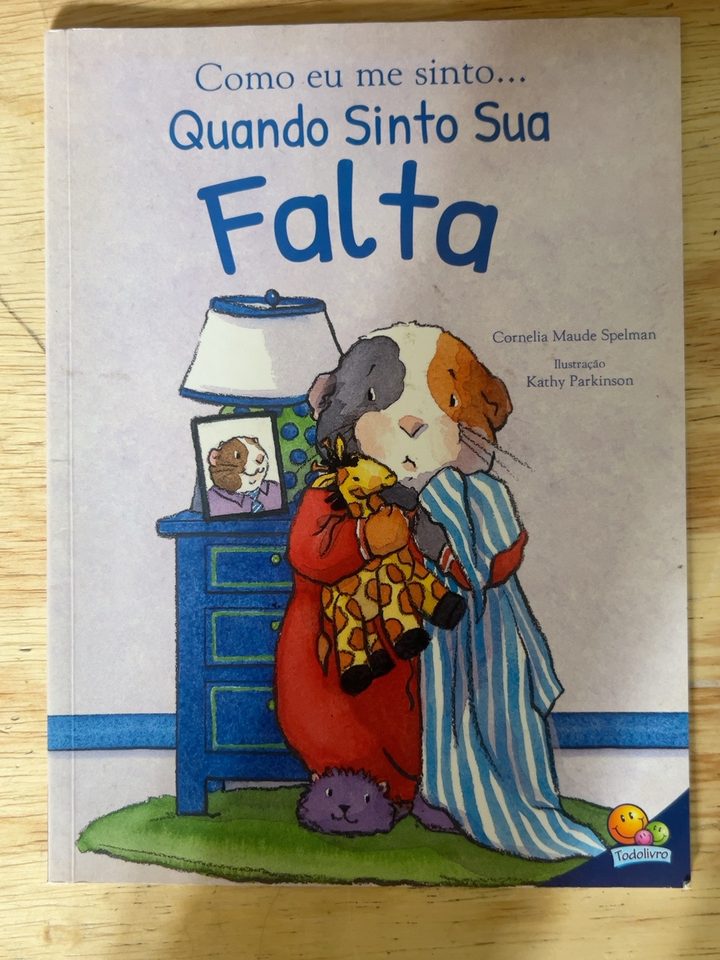 Como eu me sinto...
Quando Sinto Sua
Falta
Cornelia Maude Spelman
Ilustração
Kathy Parkinson
Todolivro